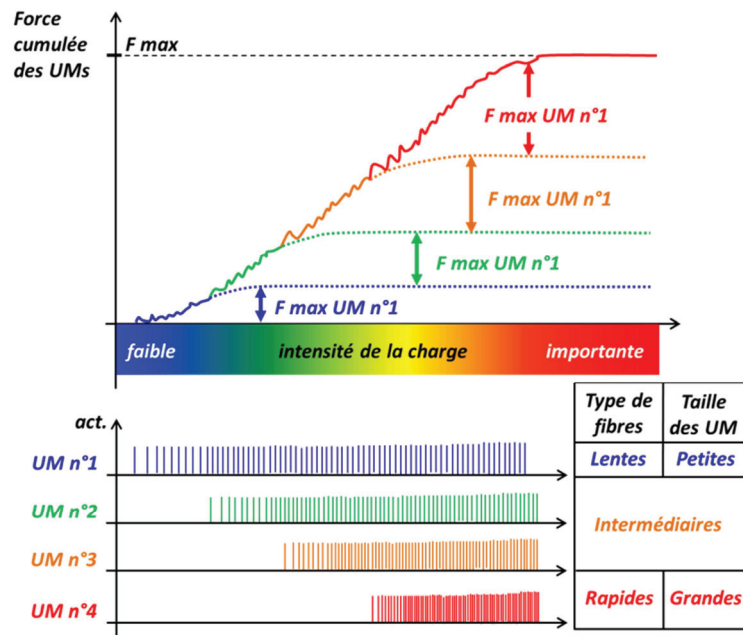 Force
cumulée
des UMs
F max
F max UM n°1
F max UM n°1
F max UM n°1
F max UM n°1
faible intensité de la charge importante
act.
UM n°1
UM n°2
UM n°3
UM n°4
Type de
fibres
Taille
des UM
Lentes Petites
Intermédiaires
Rapides Grandes